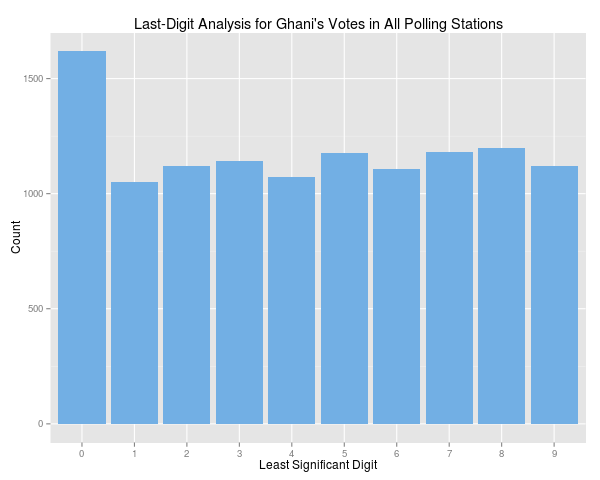 Last-Digit Analysis for Ghani's Votes in All Polling Stations
1500
1000
500
0
Count
0 1 2 3 4 5 6 7 8 9
Least Significant Digit